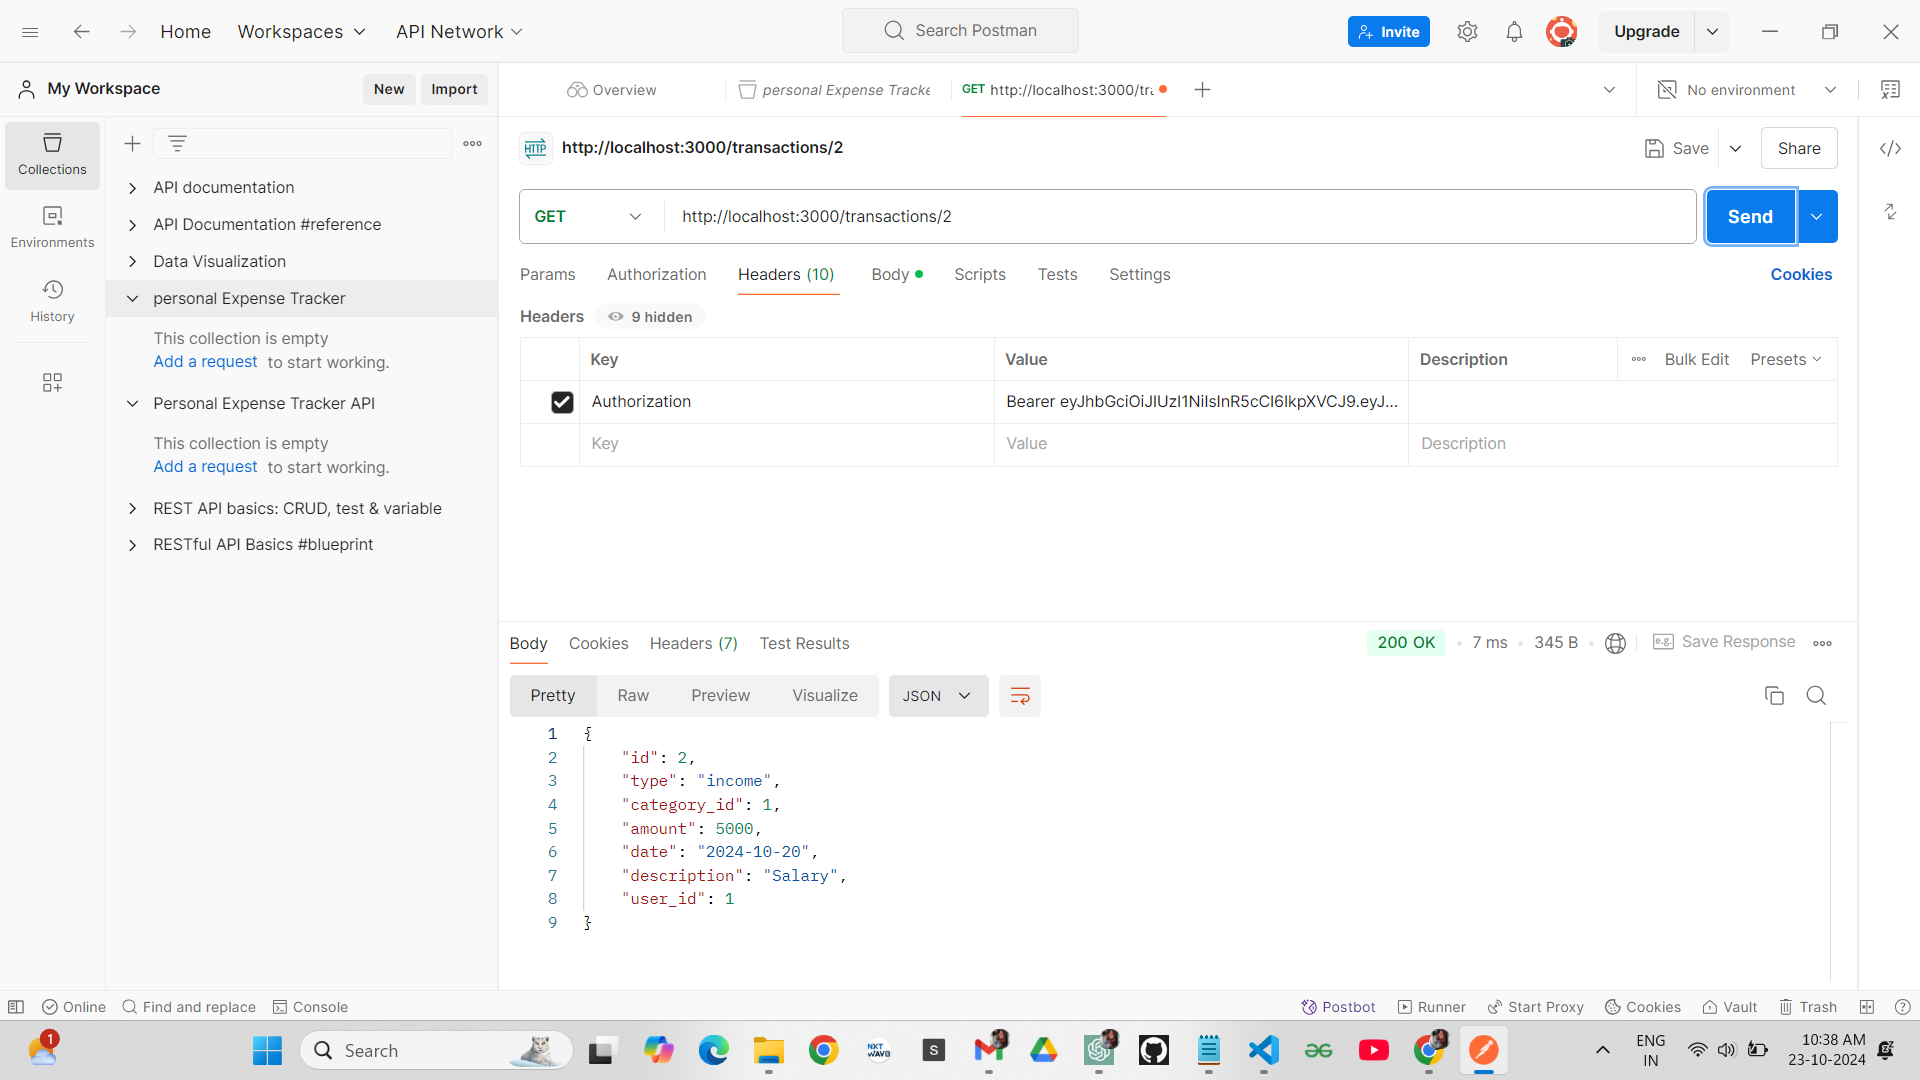 Home Workspaces API Network Search Postman Invite Upgrade
My Workspace New Import Overview personal Expense Tracke GET http://localhost:3000/tr No environment
Collections
HTTP http://localhost:3000/transactions/2 Save Share
API documentation
API Documentation #reference
GET http://localhost:3000/transactions/2 Send
Environments
Data Visualization
Params Authorization Headers (10) Body Scripts Tests Settings Cookies
personal Expense Tracker
History
Headers 9 hidden
This collection is empty
Add a request to start working.
Key Value Description Bulk Edit Presets
Personal Expense Tracker API
Authorization Bearer eyJhbGciOiJIUzI1NiIsInR5cCI6IkpXVCJ9.eyJ...
This collection is empty
Add a request to start working.
Key Value Description
REST API basics: CRUD, test & variable
RESTful API Basics #blueprint
Body Cookies Headers (7) Test Results 200 OK 7 ms 345 B e.g. Save Response
Pretty Raw Preview Visualize JSON
1 {
2 "id": 2,
3 "type": "income",
4 "category_id": 1,
5 "amount": 5000,
6 "date": "2024-10-20",
7 "description": "Salary",
8 "user_id": 1
9 }
Online Find and replace Console Postbot Runner Start Proxy Cookies Vault Trash
1 Search NXT WAVE S ENG IN 10:38 AM
23-10-2024